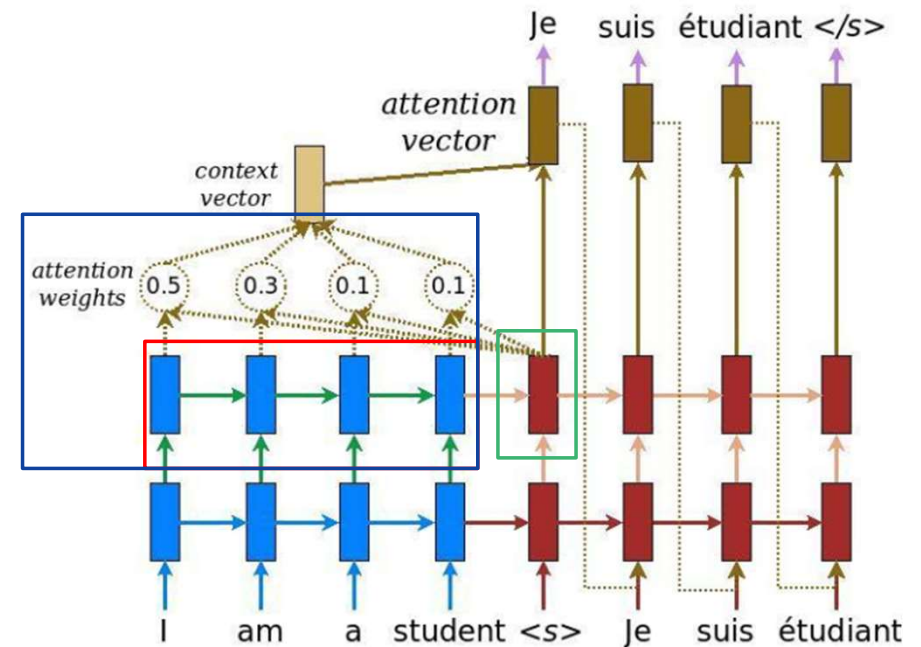 Je suis étudiant </s>
attention
vector
context
vector
attention
weights
0.5 0.3 0.1 0.1
I am a student <s> Je suis étudiant